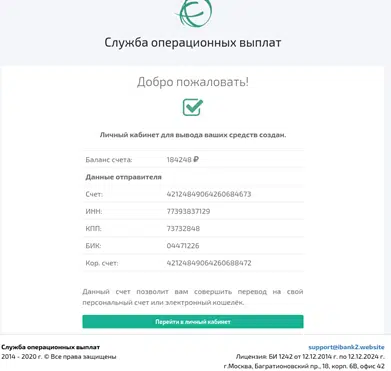 Служба операционных выплат
Добро пожаловать!
Личный кабинет для вывода ваших средств создан.
Баланс счета: 184248 ₽
Данные отправителя
Счет: 42124849064260684673
ИНН: 77393837129
КПП: 73732848
БИК: 04471226
Кор. счет: 42124849064260688472
Данный счет позволит вам совершить перевод на свой
персональный счет или электронный кошелёк.
Перейти в личный кабинет
Служба операционных выплат support@ibank2.website
2014 - 2020 г. © Все права защищены Лицензия: БИ 1242 от 12.12.2014 г. по 12.12.2024 г.
г.Москва, Багратионовский пр., 18, корп. 6В, офис 42